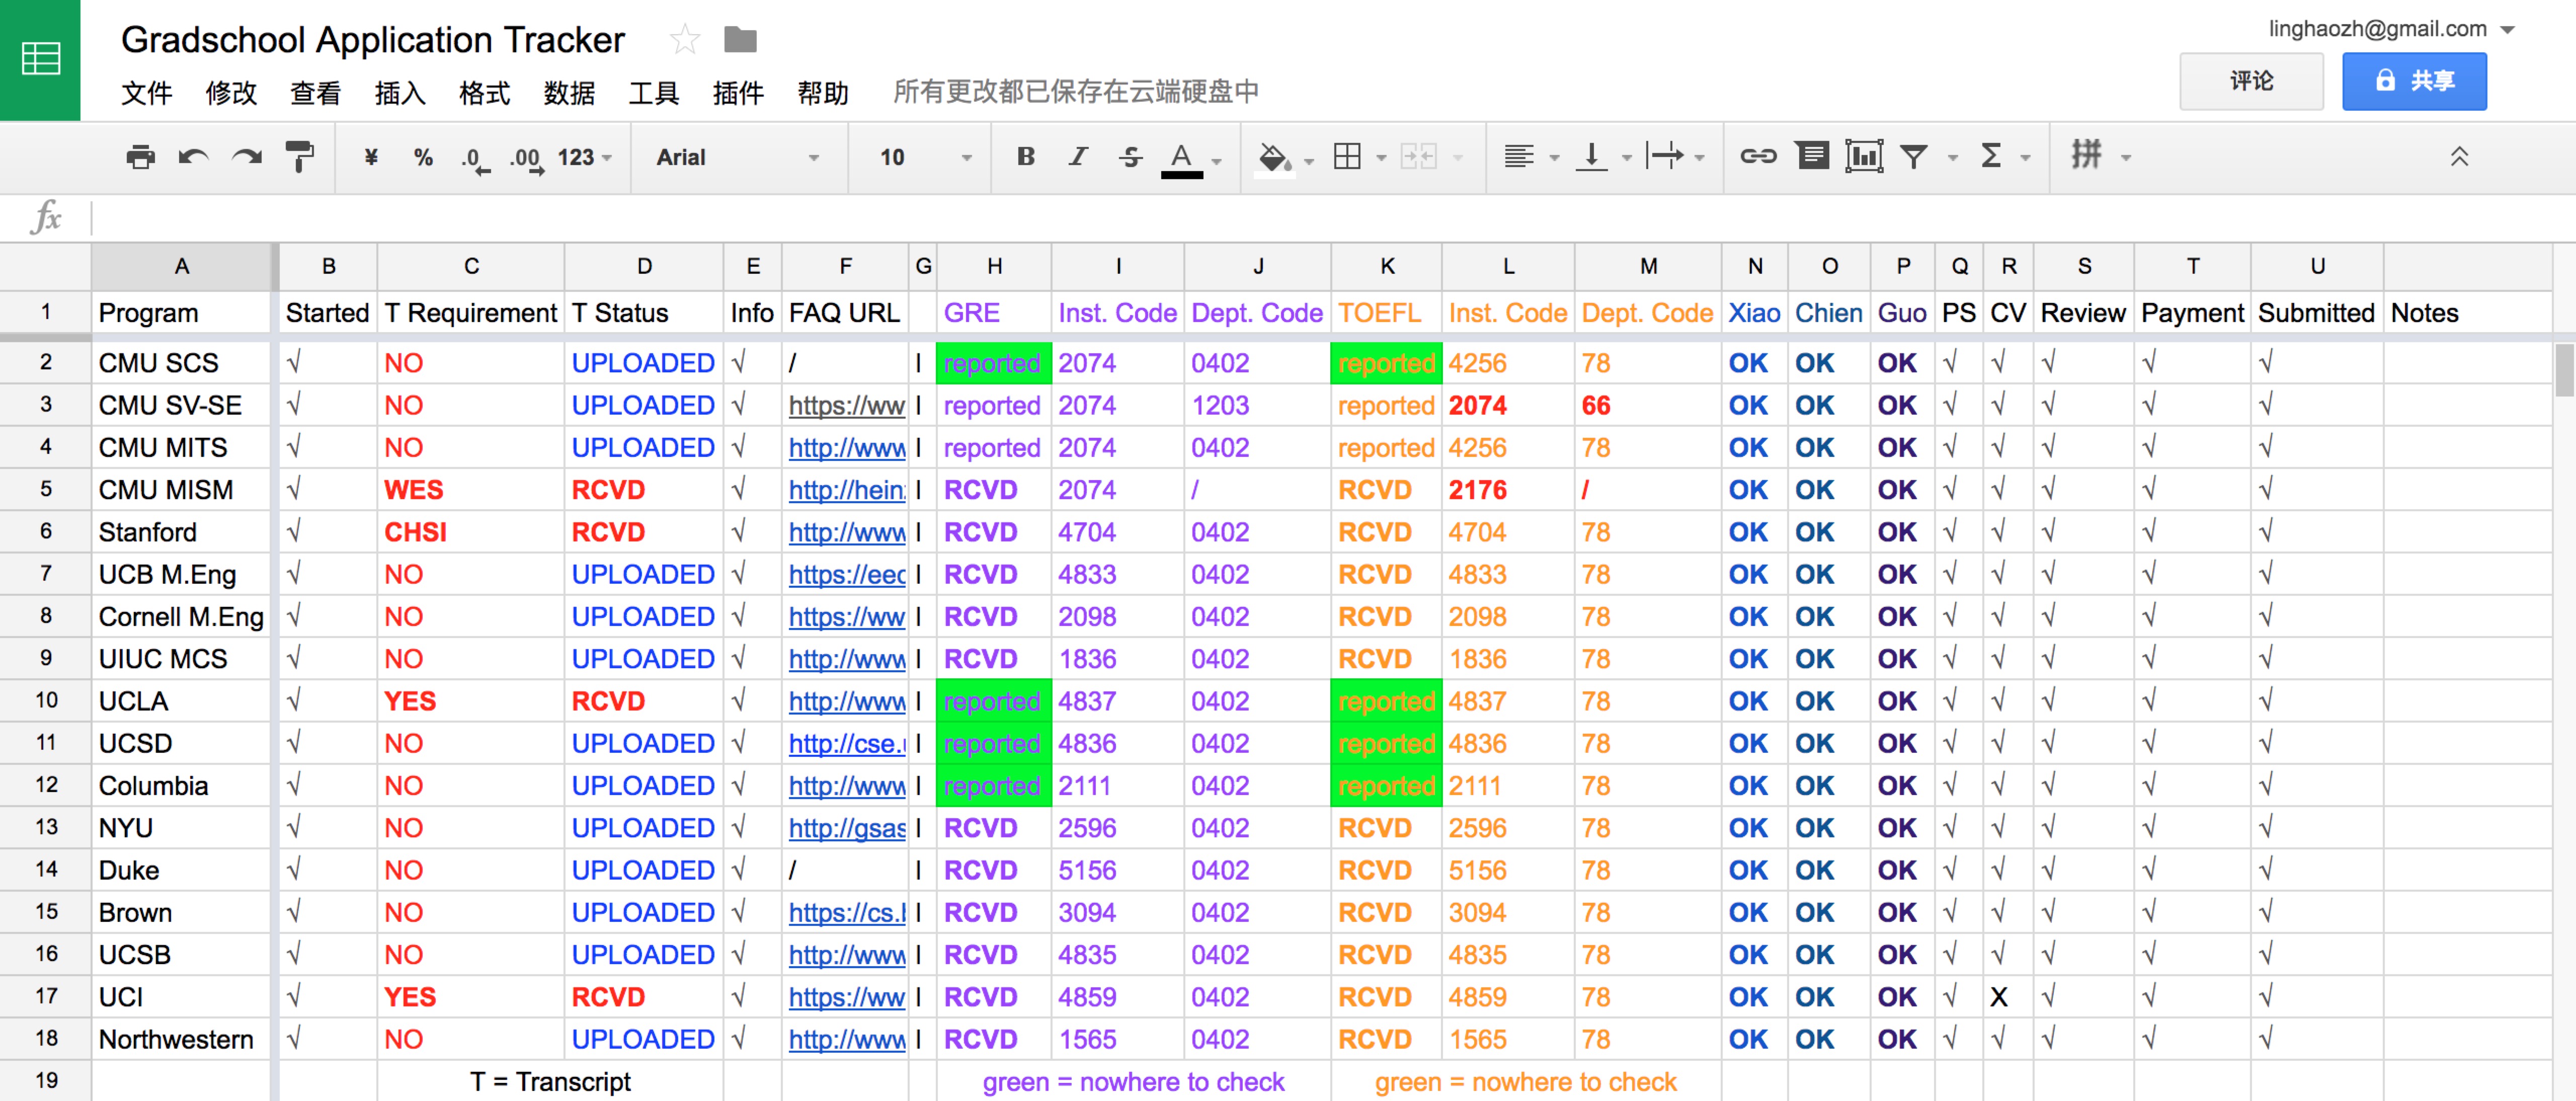 Gradschool Application Tracker
linghaozh@gmail.com
文件 修改 查看 插入 格式 数据 工具 插件 帮助 所有更改都已保存在云端硬盘中
评论 共享
¥ % .0 .00 123 Arial 10 B I S A Σ 拼
fx
A B C D E F G H I J K L M N O P Q R S T U
1 Program Started T Requirement T Status Info FAQ URL GRE Inst. Code Dept. Code TOEFL Inst. Code Dept. Code Xiao Chien Guo PS CV Review Payment Submitted Notes
2 CMU SCS √ NO UPLOADED √ / I reported 2074 0402 reported 4256 78 OK OK OK √ √ √ √ √
3 CMU SV-SE √ NO UPLOADED √ https://ww I reported 2074 1203 reported 2074 66 OK OK OK √ √ √ √ √
4 CMU MITS √ NO UPLOADED √ http://www I reported 2074 0402 reported 4256 78 OK OK OK √ √ √ √ √
5 CMU MISM √ WES RCVD √ http://hein I RCVD 2074 / RCVD 2176 / OK OK OK √ √ √ √ √
6 Stanford √ CHSI RCVD √ http://www I RCVD 4704 0402 RCVD 4704 78 OK OK OK √ √ √ √ √
7 UCB M.Eng √ NO UPLOADED √ https://eec I RCVD 4833 0402 RCVD 4833 78 OK OK OK √ √ √ √ √
8 Cornell M.Eng √ NO UPLOADED √ https://ww I RCVD 2098 0402 RCVD 2098 78 OK OK OK √ √ √ √ √
9 UIUC MCS √ NO UPLOADED √ http://www I RCVD 1836 0402 RCVD 1836 78 OK OK OK √ √ √ √ √
10 UCLA √ YES RCVD √ http://www I reported 4837 0402 reported 4837 78 OK OK OK √ √ √ √ √
11 UCSD √ NO UPLOADED √ http://cse.u I reported 4836 0402 reported 4836 78 OK OK OK √ √ √ √ √
12 Columbia √ NO UPLOADED √ http://www I reported 2111 0402 reported 2111 78 OK OK OK √ √ √ √ √
13 NYU √ NO UPLOADED √ http://gsas I RCVD 2596 0402 RCVD 2596 78 OK OK OK √ √ √ √ √
14 Duke √ NO UPLOADED √ / I RCVD 5156 0402 RCVD 5156 78 OK OK OK √ √ √ √ √
15 Brown √ NO UPLOADED √ https://cs.b I RCVD 3094 0402 RCVD 3094 78 OK OK OK √ √ √ √ √
16 UCSB √ NO UPLOADED √ http://www I RCVD 4835 0402 RCVD 4835 78 OK OK OK √ √ √ √ √
17 UCI √ YES RCVD √ https://ww I RCVD 4859 0402 RCVD 4859 78 OK OK OK √ X √ √ √
18 Northwestern √ NO UPLOADED √ http://www I RCVD 1565 0402 RCVD 1565 78 OK OK OK √ √ √ √ √
19 T = Transcript green = nowhere to check green = nowhere to check